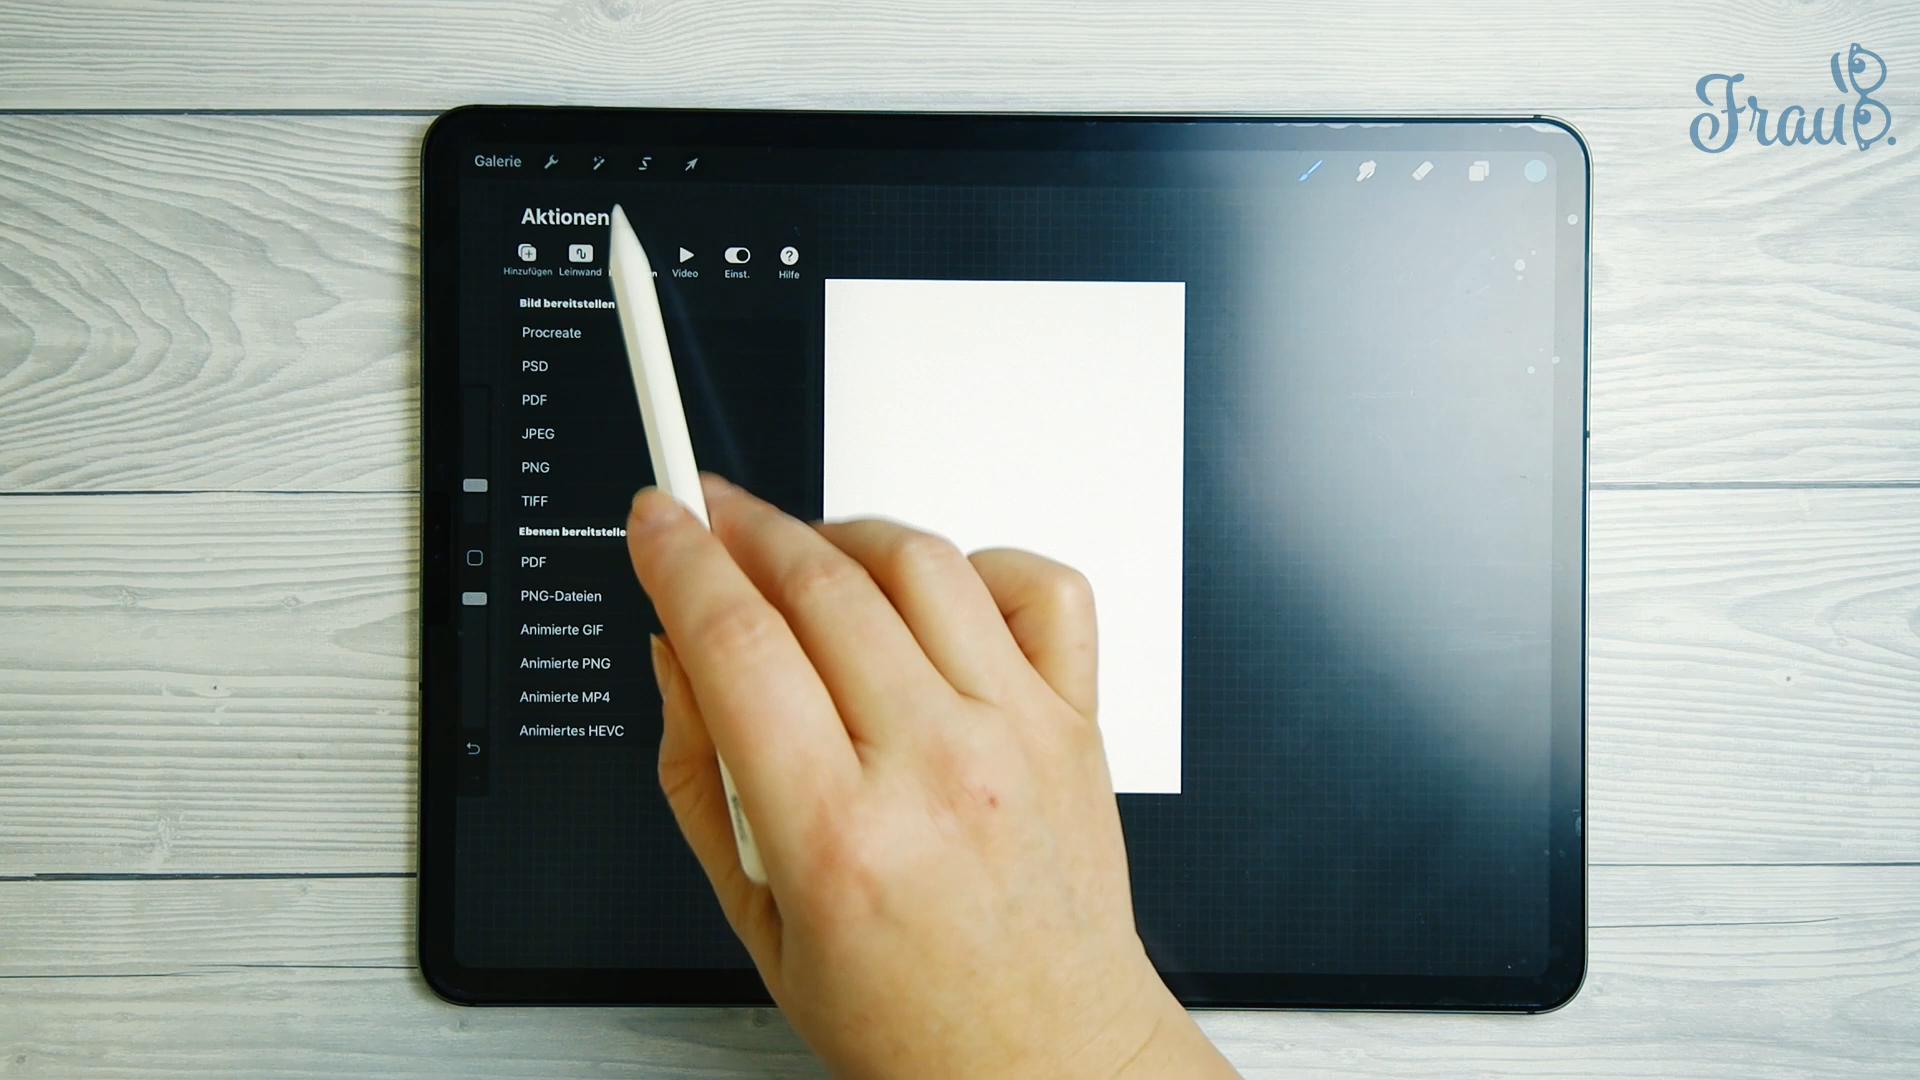 Frau B.
Galerie
Aktionen
Hinzufügen Leinwand Video Einst. Hilfe
Bild bereitstellen
Procreate
PSD
PDF
JPEG
PNG
TIFF
Ebenen
PDF
PNG-Dateien
Animierte GIF
Animierte PNG
Animierte MP4
Animiertes HEVC